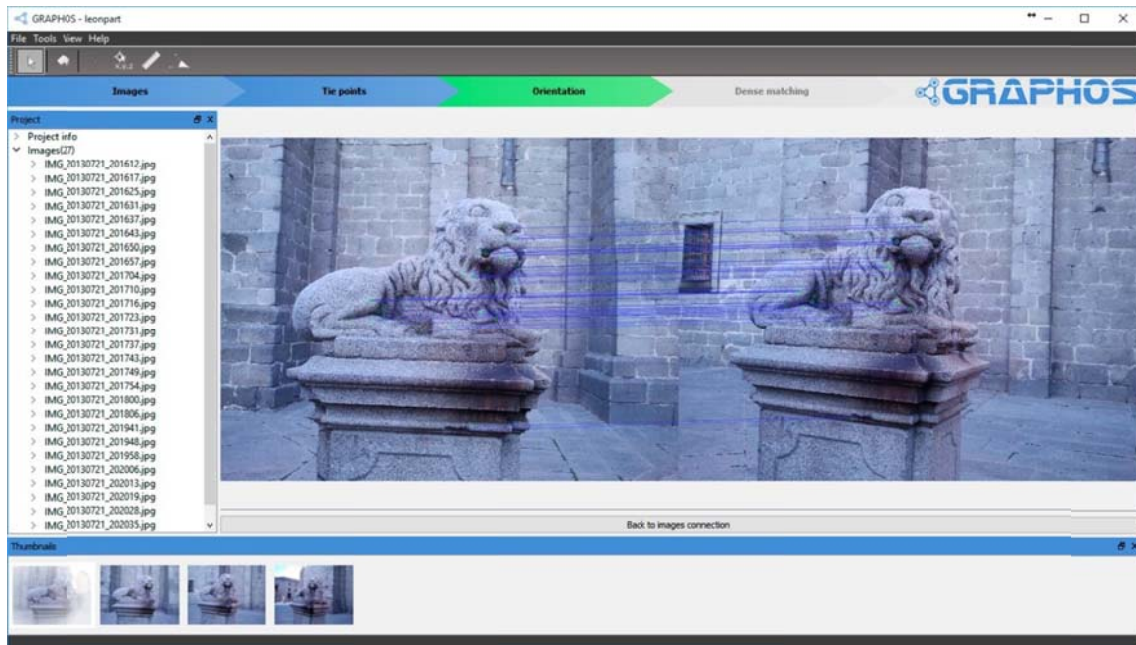 GRAPHOS - leonpart
File Tools View Help
X,Y,Z
Images
Tie points
Orientation
Dense matching
GRAPHOS
Project
Project info
Images(27)
IMG_20130721_201612.jpg
IMG_20130721_201617.jpg
IMG_20130721_201625.jpg
IMG_20130721_201631.jpg
IMG_20130721_201637.jpg
IMG_20130721_201643.jpg
IMG_20130721_201650.jpg
IMG_20130721_201657.jpg
IMG_20130721_201704.jpg
IMG_20130721_201710.jpg
IMG_20130721_201716.jpg
IMG_20130721_201723.jpg
IMG_20130721_201731.jpg
IMG_20130721_201737.jpg
IMG_20130721_201743.jpg
IMG_20130721_201749.jpg
IMG_20130721_201754.jpg
IMG_20130721_201800.jpg
IMG_20130721_201806.jpg
IMG_20130721_201941.jpg
IMG_20130721_201948.jpg
IMG_20130721_201958.jpg
IMG_20130721_202006.jpg
IMG_20130721_202013.jpg
IMG_20130721_202019.jpg
IMG_20130721_202028.jpg
IMG_20130721_202035.jpg
Back to images connection
Thumbnails